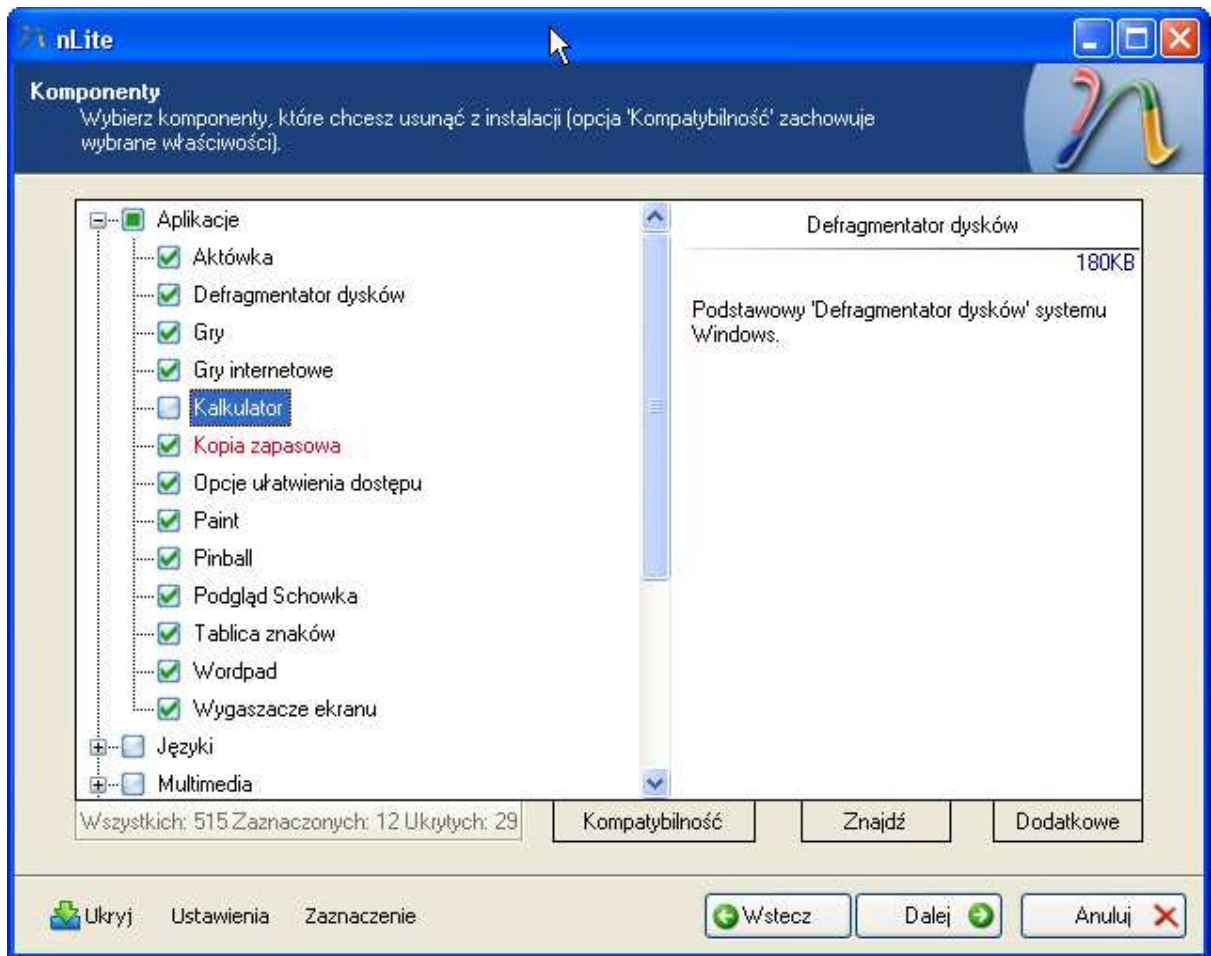 nLite
Komponenty
Wybierz komponenty, które chcesz usunąć z instalacji (opcja 'Kompatybilność' zachowuje
wybrane właściwości).
Aplikacje
Aktówka
Defragmentator dysków
Gry
Gry internetowe
Kalkulator
Kopia zapasowa
Opcje ułatwienia dostępu
Paint
Pinball
Podgląd Schowka
Tablica znaków
Wordpad
Wygaszacze ekranu
Języki
Multimedia
Defragmentator dysków
180KB
Podstawowy 'Defragmentator dysków' systemu
Windows.
Wszystkich: 515 Zaznaczonych: 12 Ukrytych: 29
Kompatybilność
Znajdź
Dodatkowe
Ukryj
Ustawienia
Zaznaczenie
Wstecz
Dalej
Anuluj